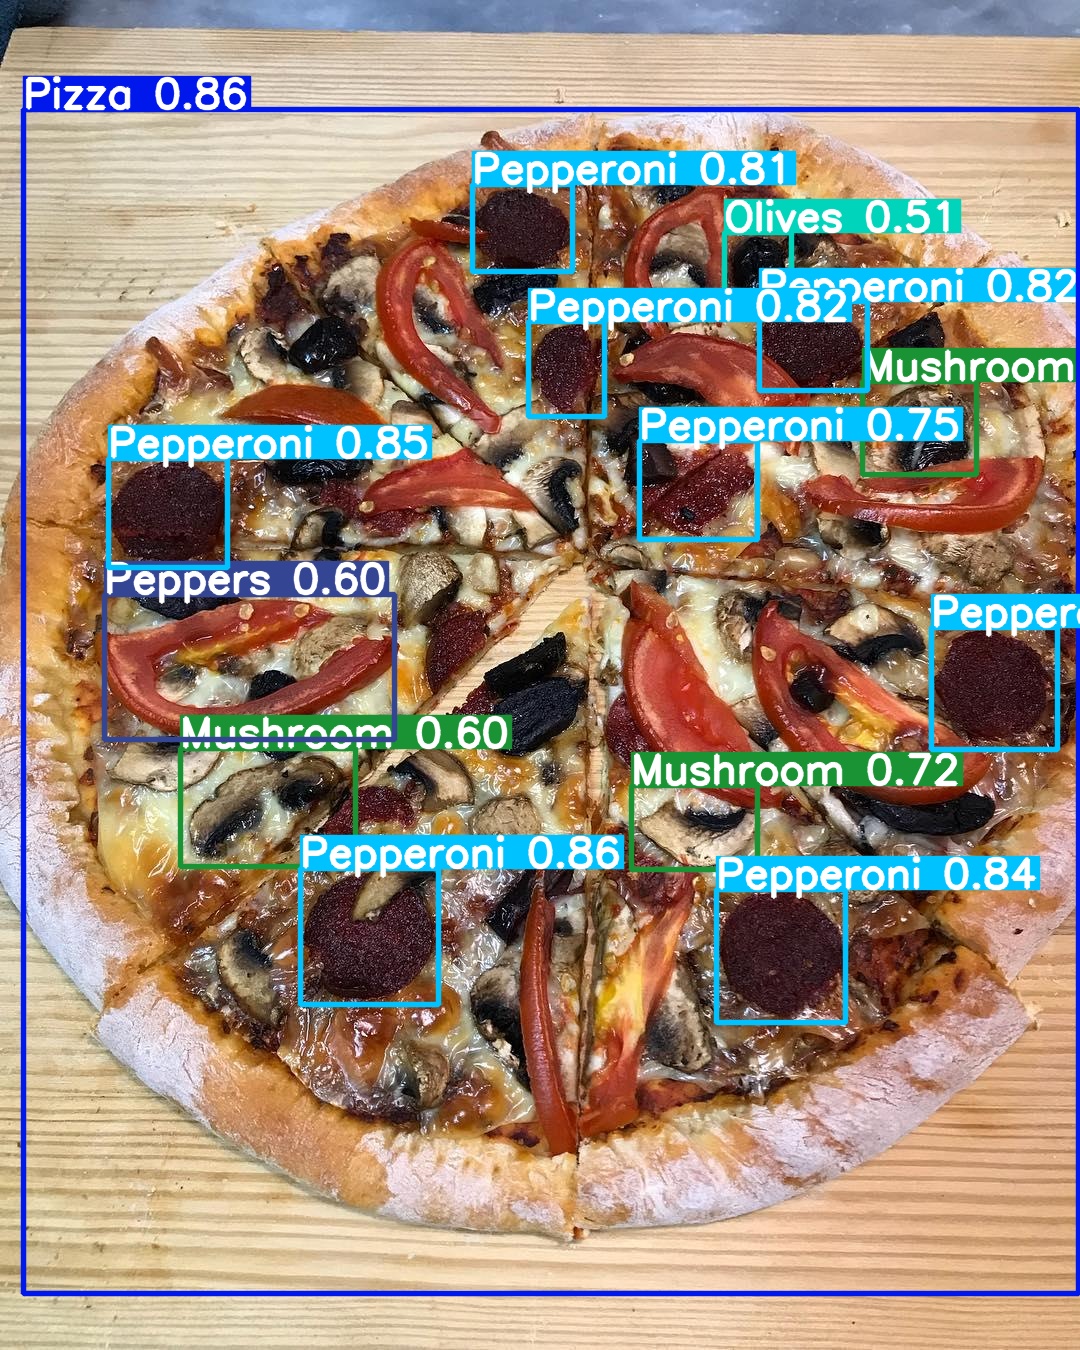 Pizza 0.86
Pepperoni 0.81
Olives 0.51
Pepperoni 0.82
Pepperoni 0.82
Mushroom
Pepperoni 0.75
Pepperoni 0.85
Peppers 0.60
Mushroom 0.60
Mushroom 0.72
Pepperoni 0.86
Pepperoni 0.84